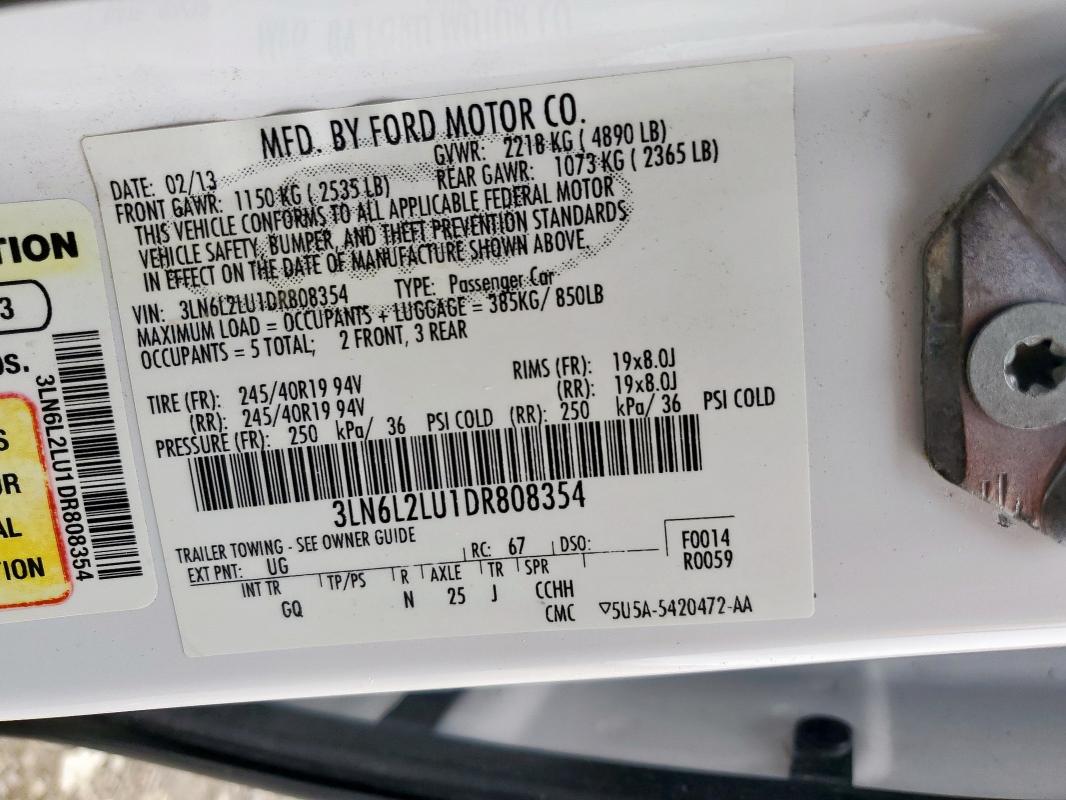 MFD. BY FORD MOTOR CO.
DATE: 02/13 GVWR: 2218 KG ( 4890 LB)
FRONT GAWR: 1150 KG ( 2535 LB) REAR GAWR: 1073 KG ( 2365 LB)
THIS VEHICLE CONFORMS TO ALL APPLICABLE FEDERAL MOTOR
VEHICLE SAFETY, BUMPER, AND THEFT PREVENTION STANDARDS
IN EFFECT ON THE DATE OF MANUFACTURE SHOWN ABOVE.
VIN: 3LN6L2LU1DR808354 TYPE: Passenger Car
MAXIMUM LOAD = OCCUPANTS + LUGGAGE = 385KG/ 850LB
OCCUPANTS = 5 TOTAL; 2 FRONT, 3 REAR
TIRE (FR): 245/40R19 94V RIMS (FR): 19x8.0J
(RR): 245/40R19 94V (RR): 19x8.0J
PRESSURE (FR): 250 kPa/ 36 PSI COLD (RR): 250 kPa/ 36 PSI COLD
3LN6L2LU1DR808354
TRAILER TOWING - SEE OWNER GUIDE
EXT PNT: UG RC: 67 DSO: F0014
R0059
INT TR TP/PS R AXLE TR SPR
GQ N 25 J CCHH
CMC ▽5U5A-5420472-AA
TION
3
3LN6L2LU1DR808354
OS.
S
UR
AL
TION